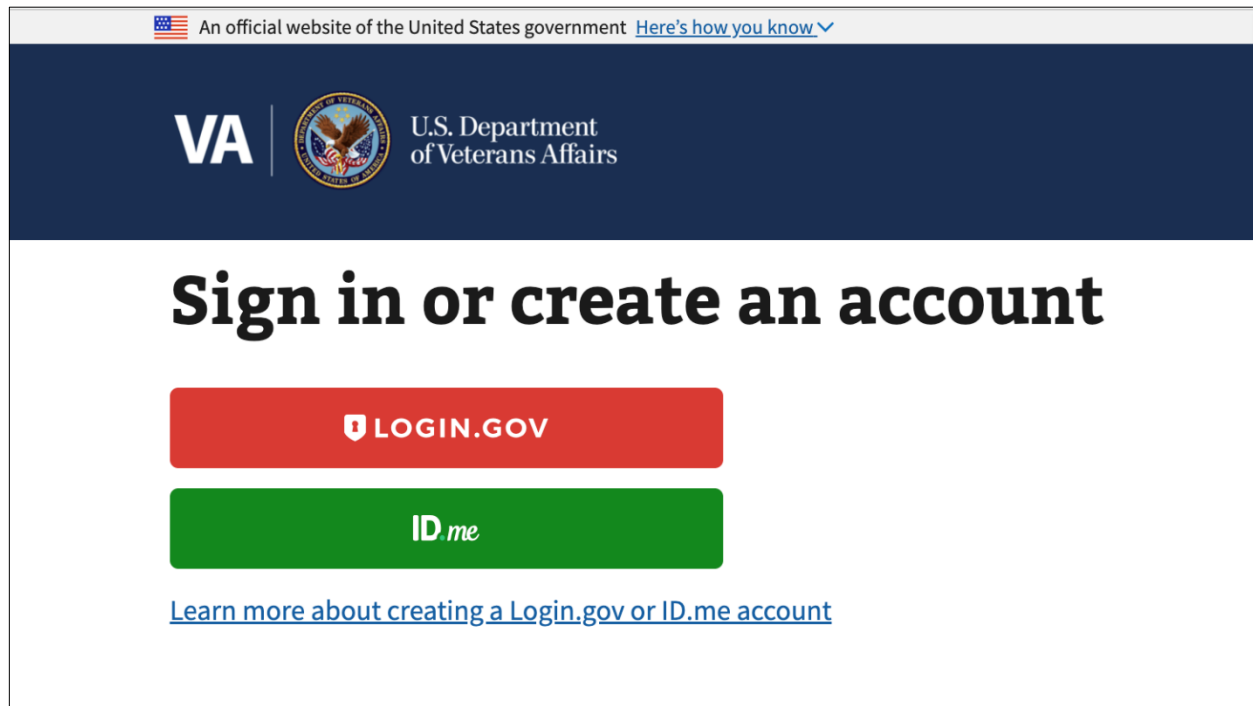 An official website of the United States government Here's how you know
VA
U.S. Department
of Veterans Affairs
Sign in or create an account
LOGIN.GOV
ID.me
Learn more about creating a Login.gov or ID.me account